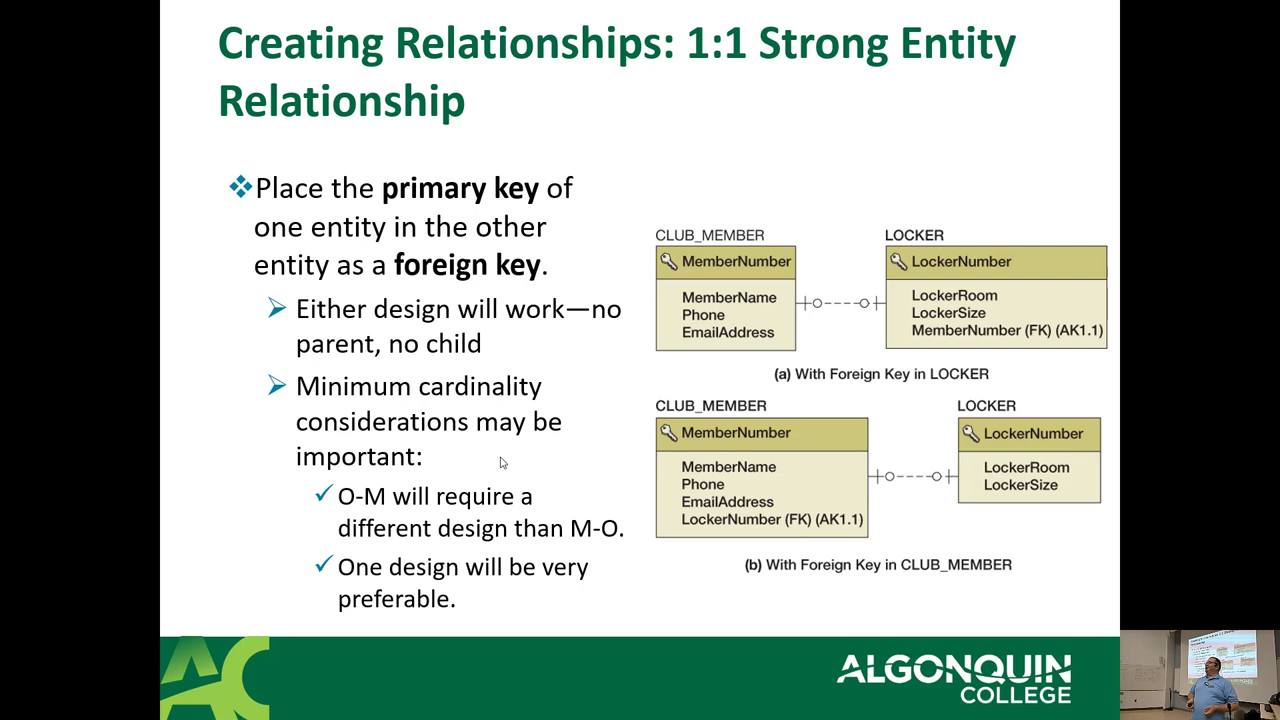 Creating Relationships: 1:1 Strong Entity
Relationship
Place the primary key of
one entity in the other
entity as a foreign key.
Either design will work—no
parent, no child
Minimum cardinality
considerations may be
important:
O-M will require a
different design than M-O.
One design will be very
preferable.
CLUB_MEMBER
MemberNumber
MemberName
Phone
EmailAddress
LOCKER
LockerNumber
LockerRoom
LockerSize
MemberNumber (FK) (AK1.1)
(a) With Foreign Key in LOCKER
CLUB_MEMBER
MemberNumber
MemberName
Phone
EmailAddress
LockerNumber (FK) (AK1.1)
LOCKER
LockerNumber
LockerRoom
LockerSize
(b) With Foreign Key in CLUB_MEMBER
AC
ALGONQUIN
COLLEGE